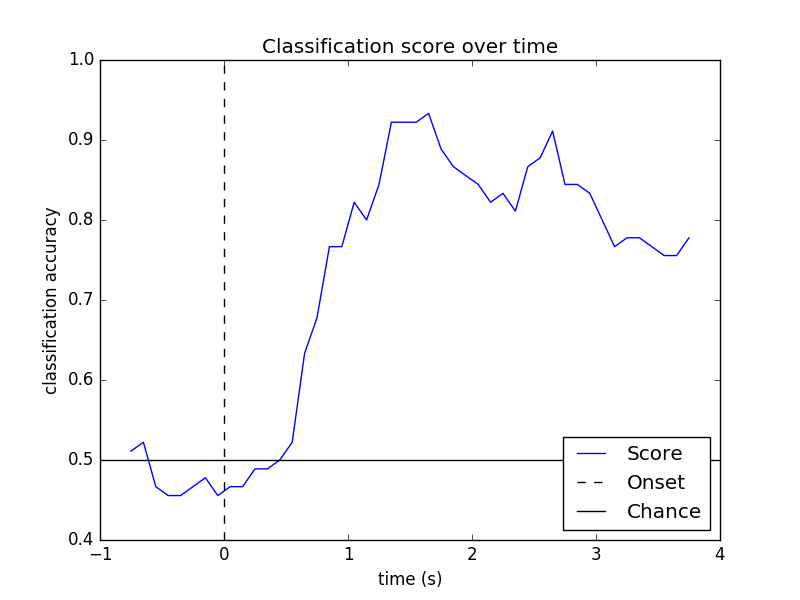 Classification score over time
1.0
0.9
0.8
0.7
0.6
0.5
0.4
classification accuracy
−1
0
1
2
3
4
time (s)
Score
Onset
Chance